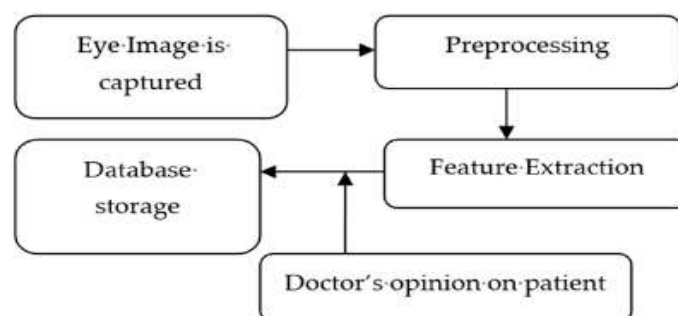 Eye·Image·is·
captured
Preprocessing
Feature·Extraction
Database·
storage
Doctor's·opinion·on·patient